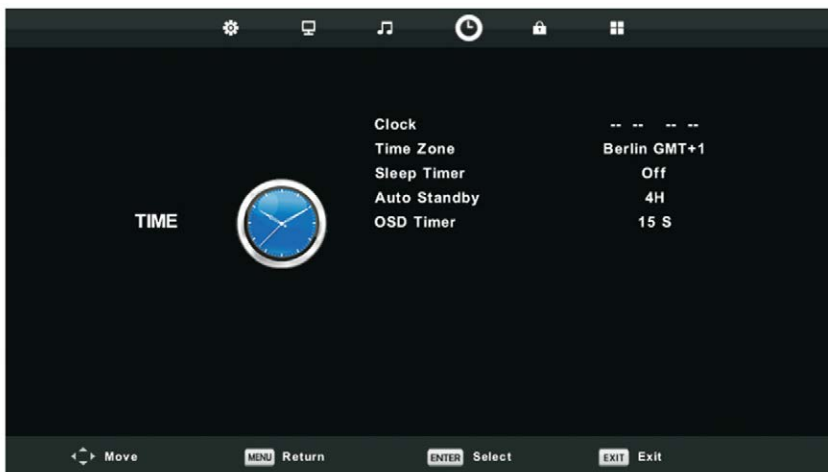 Clock -- -- -- --
Time Zone Berlin GMT+1
Sleep Timer Off
Auto Standby 4H
TIME
OSD Timer 15 S
Move MENU Return ENTER Select EXIT Exit